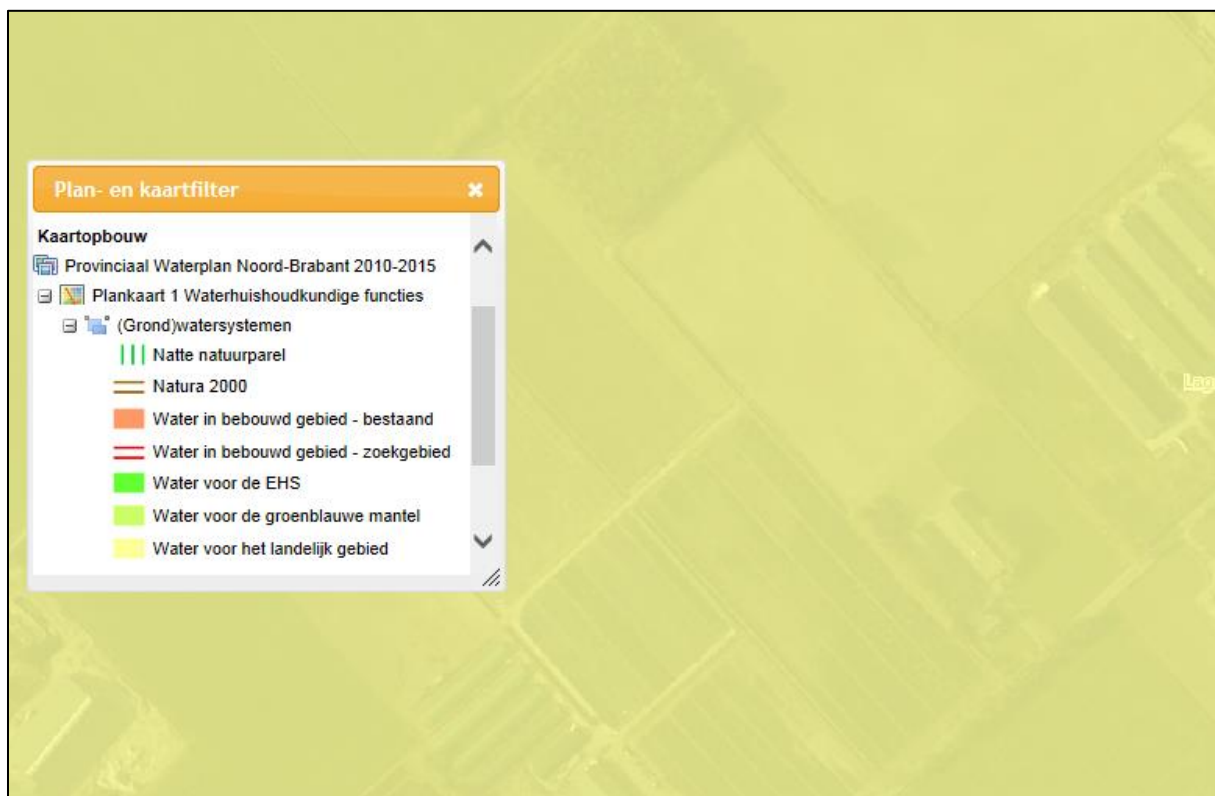 Plan- en kaartfilter
Kaartopbouw
Provinciaal Waterplan Noord-Brabant 2010-2015
Plankaart 1 Waterhuishoudkundige functies
(Grond)watersystemen
Natte natuurparel
Natura 2000
Water in bebouwd gebied - bestaand
Water in bebouwd gebied - zoekgebied
Water voor de EHS
Water voor de groenblauwe mantel
Water voor het landelijk gebied
Lag